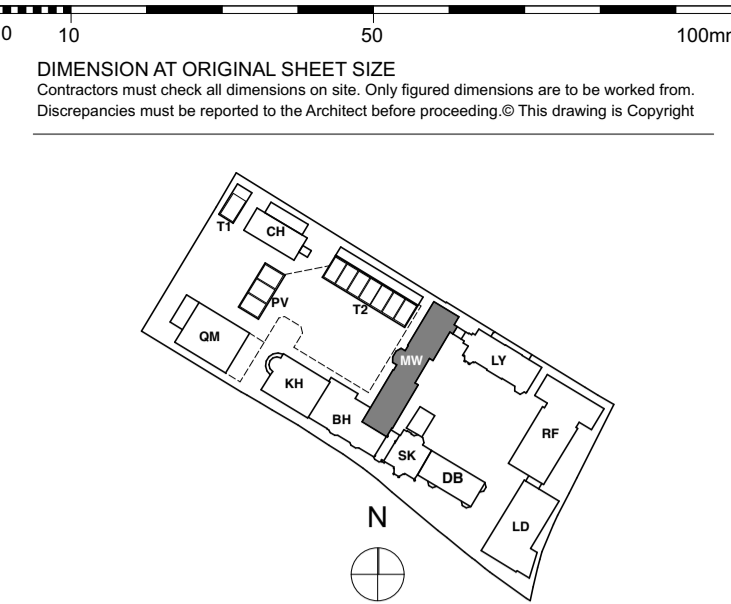 0 10 50 100mm
DIMENSION AT ORIGINAL SHEET SIZE
Contractors must check all dimensions on site. Only figured dimensions are to be worked from.
Discrepancies must be reported to the Architect before proceeding.© This drawing is Copyright
T1
CH
PV
T2
QM
MW
LY
KH
BH
RF
SK
DB
LD
N